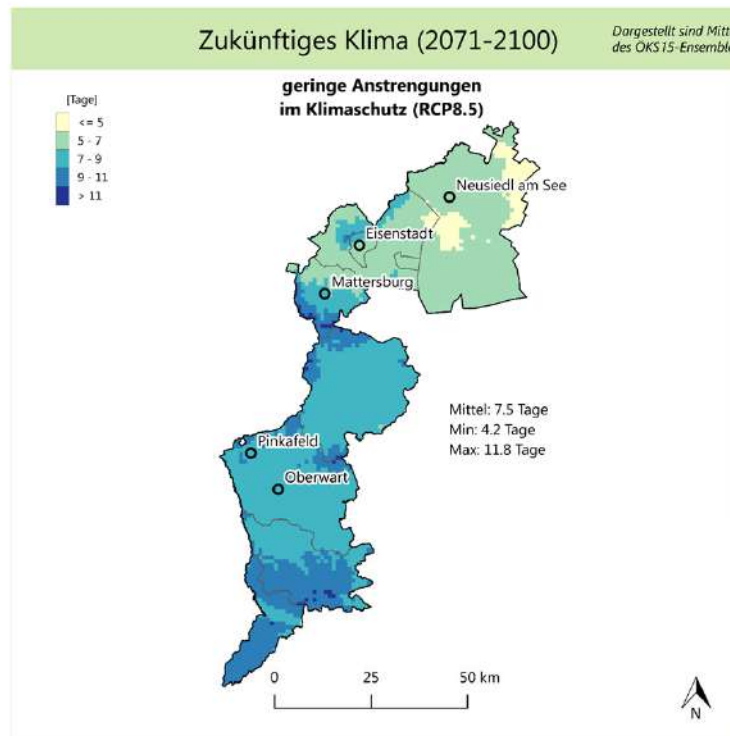 Zukünftiges Klima (2071-2100)
Dargestellt sind Mitt
des ÖKS15-Ensemble
geringe Anstrengungen
im Klimaschutz (RCP8.5)
[Tage]
<= 5
5 - 7
7 - 9
9 - 11
> 11
Neusiedl am See
Eisenstadt
Mattersburg
Mittel: 7.5 Tage
Min: 4.2 Tage
Max: 11.8 Tage
Pinkafeld
Oberwart
0 25 50 km
N